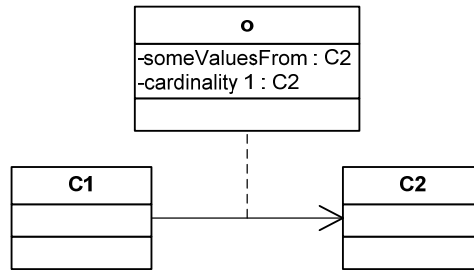 o
-someValuesFrom : C2
-cardinality 1 : C2
C1
C2